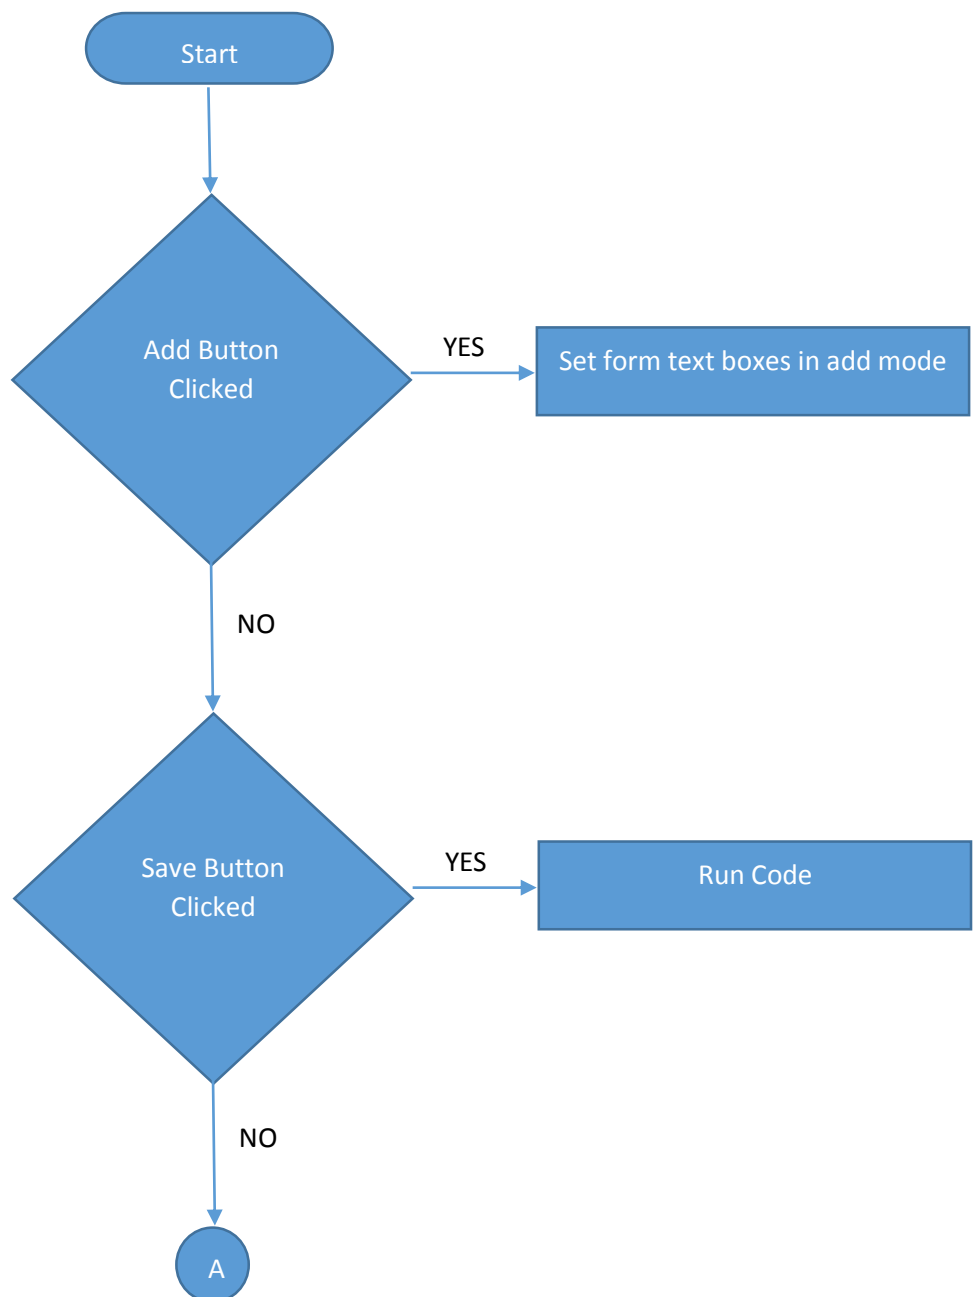 Start
Add Button
Clicked
YES
Set form text boxes in add mode
NO
Save Button
Clicked
YES
Run Code
NO
A